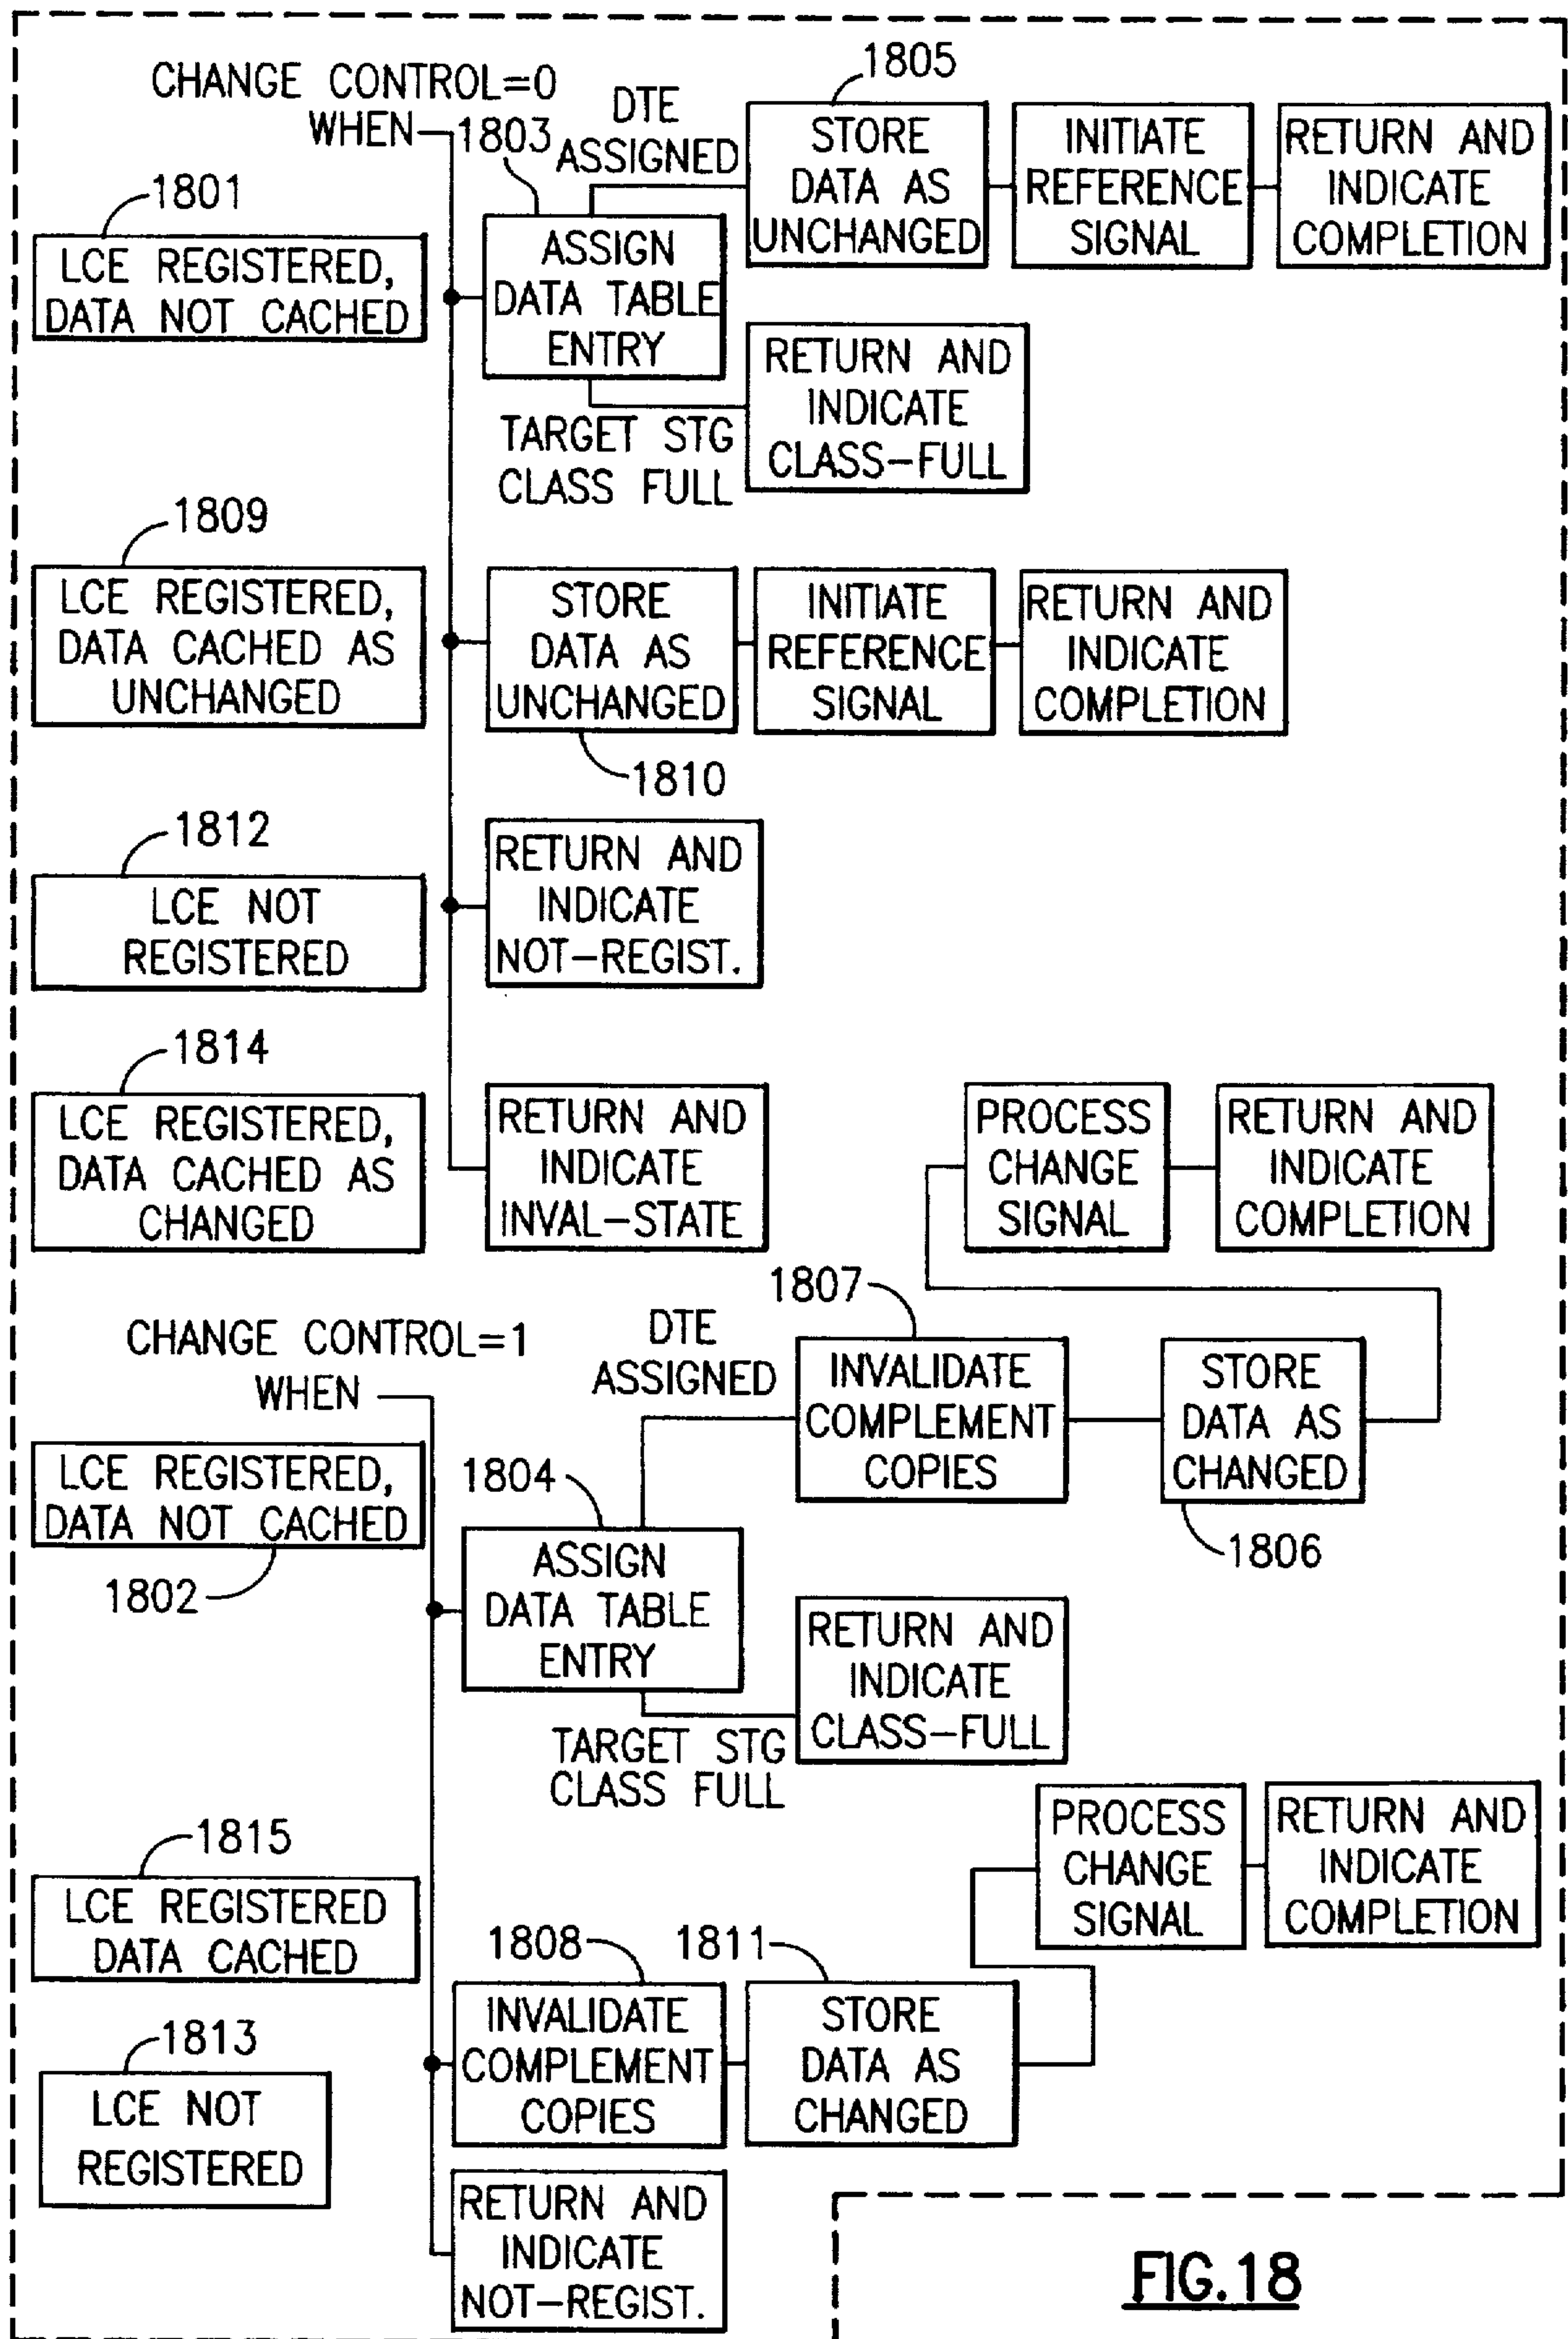 CHANGE CONTROL=0
WHEN
1803
DTE
ASSIGNED
1805
STORE
DATA AS
UNCHANGED
INITIATE
REFERENCE
SIGNAL
RETURN AND
INDICATE
COMPLETION
1801
LCE REGISTERED,
DATA NOT CACHED
ASSIGN
DATA TABLE
ENTRY
RETURN AND
INDICATE
CLASS-FULL
TARGET STG
CLASS FULL
1809
LCE REGISTERED,
DATA CACHED AS
UNCHANGED
STORE
DATA AS
UNCHANGED
1810
INITIATE
REFERENCE
SIGNAL
RETURN AND
INDICATE
COMPLETION
1812
LCE NOT
REGISTERED
RETURN AND
INDICATE
NOT-REGIST.
1814
LCE REGISTERED,
DATA CACHED AS
CHANGED
RETURN AND
INDICATE
INVAL-STATE
PROCESS
CHANGE
SIGNAL
RETURN AND
INDICATE
COMPLETION
CHANGE CONTROL=1
WHEN
DTE
ASSIGNED
1807
INVALIDATE
COMPLEMENT
COPIES
STORE
DATA AS
CHANGED
1806
LCE REGISTERED,
DATA NOT CACHED
1802
1804
ASSIGN
DATA TABLE
ENTRY
RETURN AND
INDICATE
CLASS-FULL
TARGET STG
CLASS FULL
1815
LCE REGISTERED
DATA CACHED
PROCESS
CHANGE
SIGNAL
RETURN AND
INDICATE
COMPLETION
1808
INVALIDATE
COMPLEMENT
COPIES
1811
STORE
DATA AS
CHANGED
1813
LCE NOT
REGISTERED
RETURN AND
INDICATE
NOT-REGIST.
FIG.18